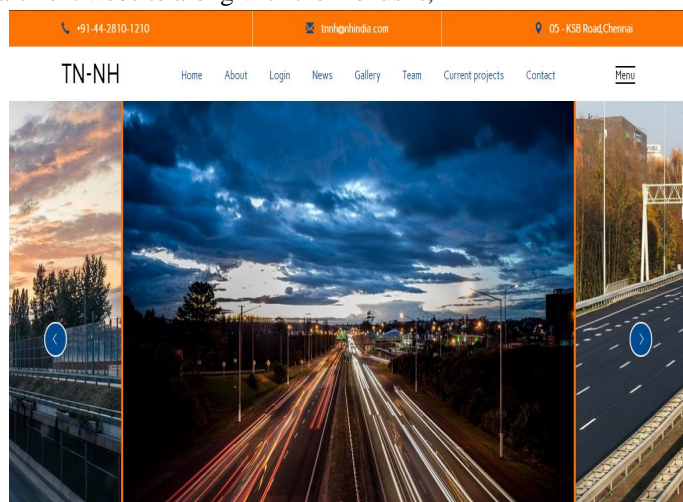 +91-44-2810-1210
tnnh@nhindia.com
05 - KSB Road,Chennai
TN-NH
Home About Login News Gallery Team Current projects Contact
Menu